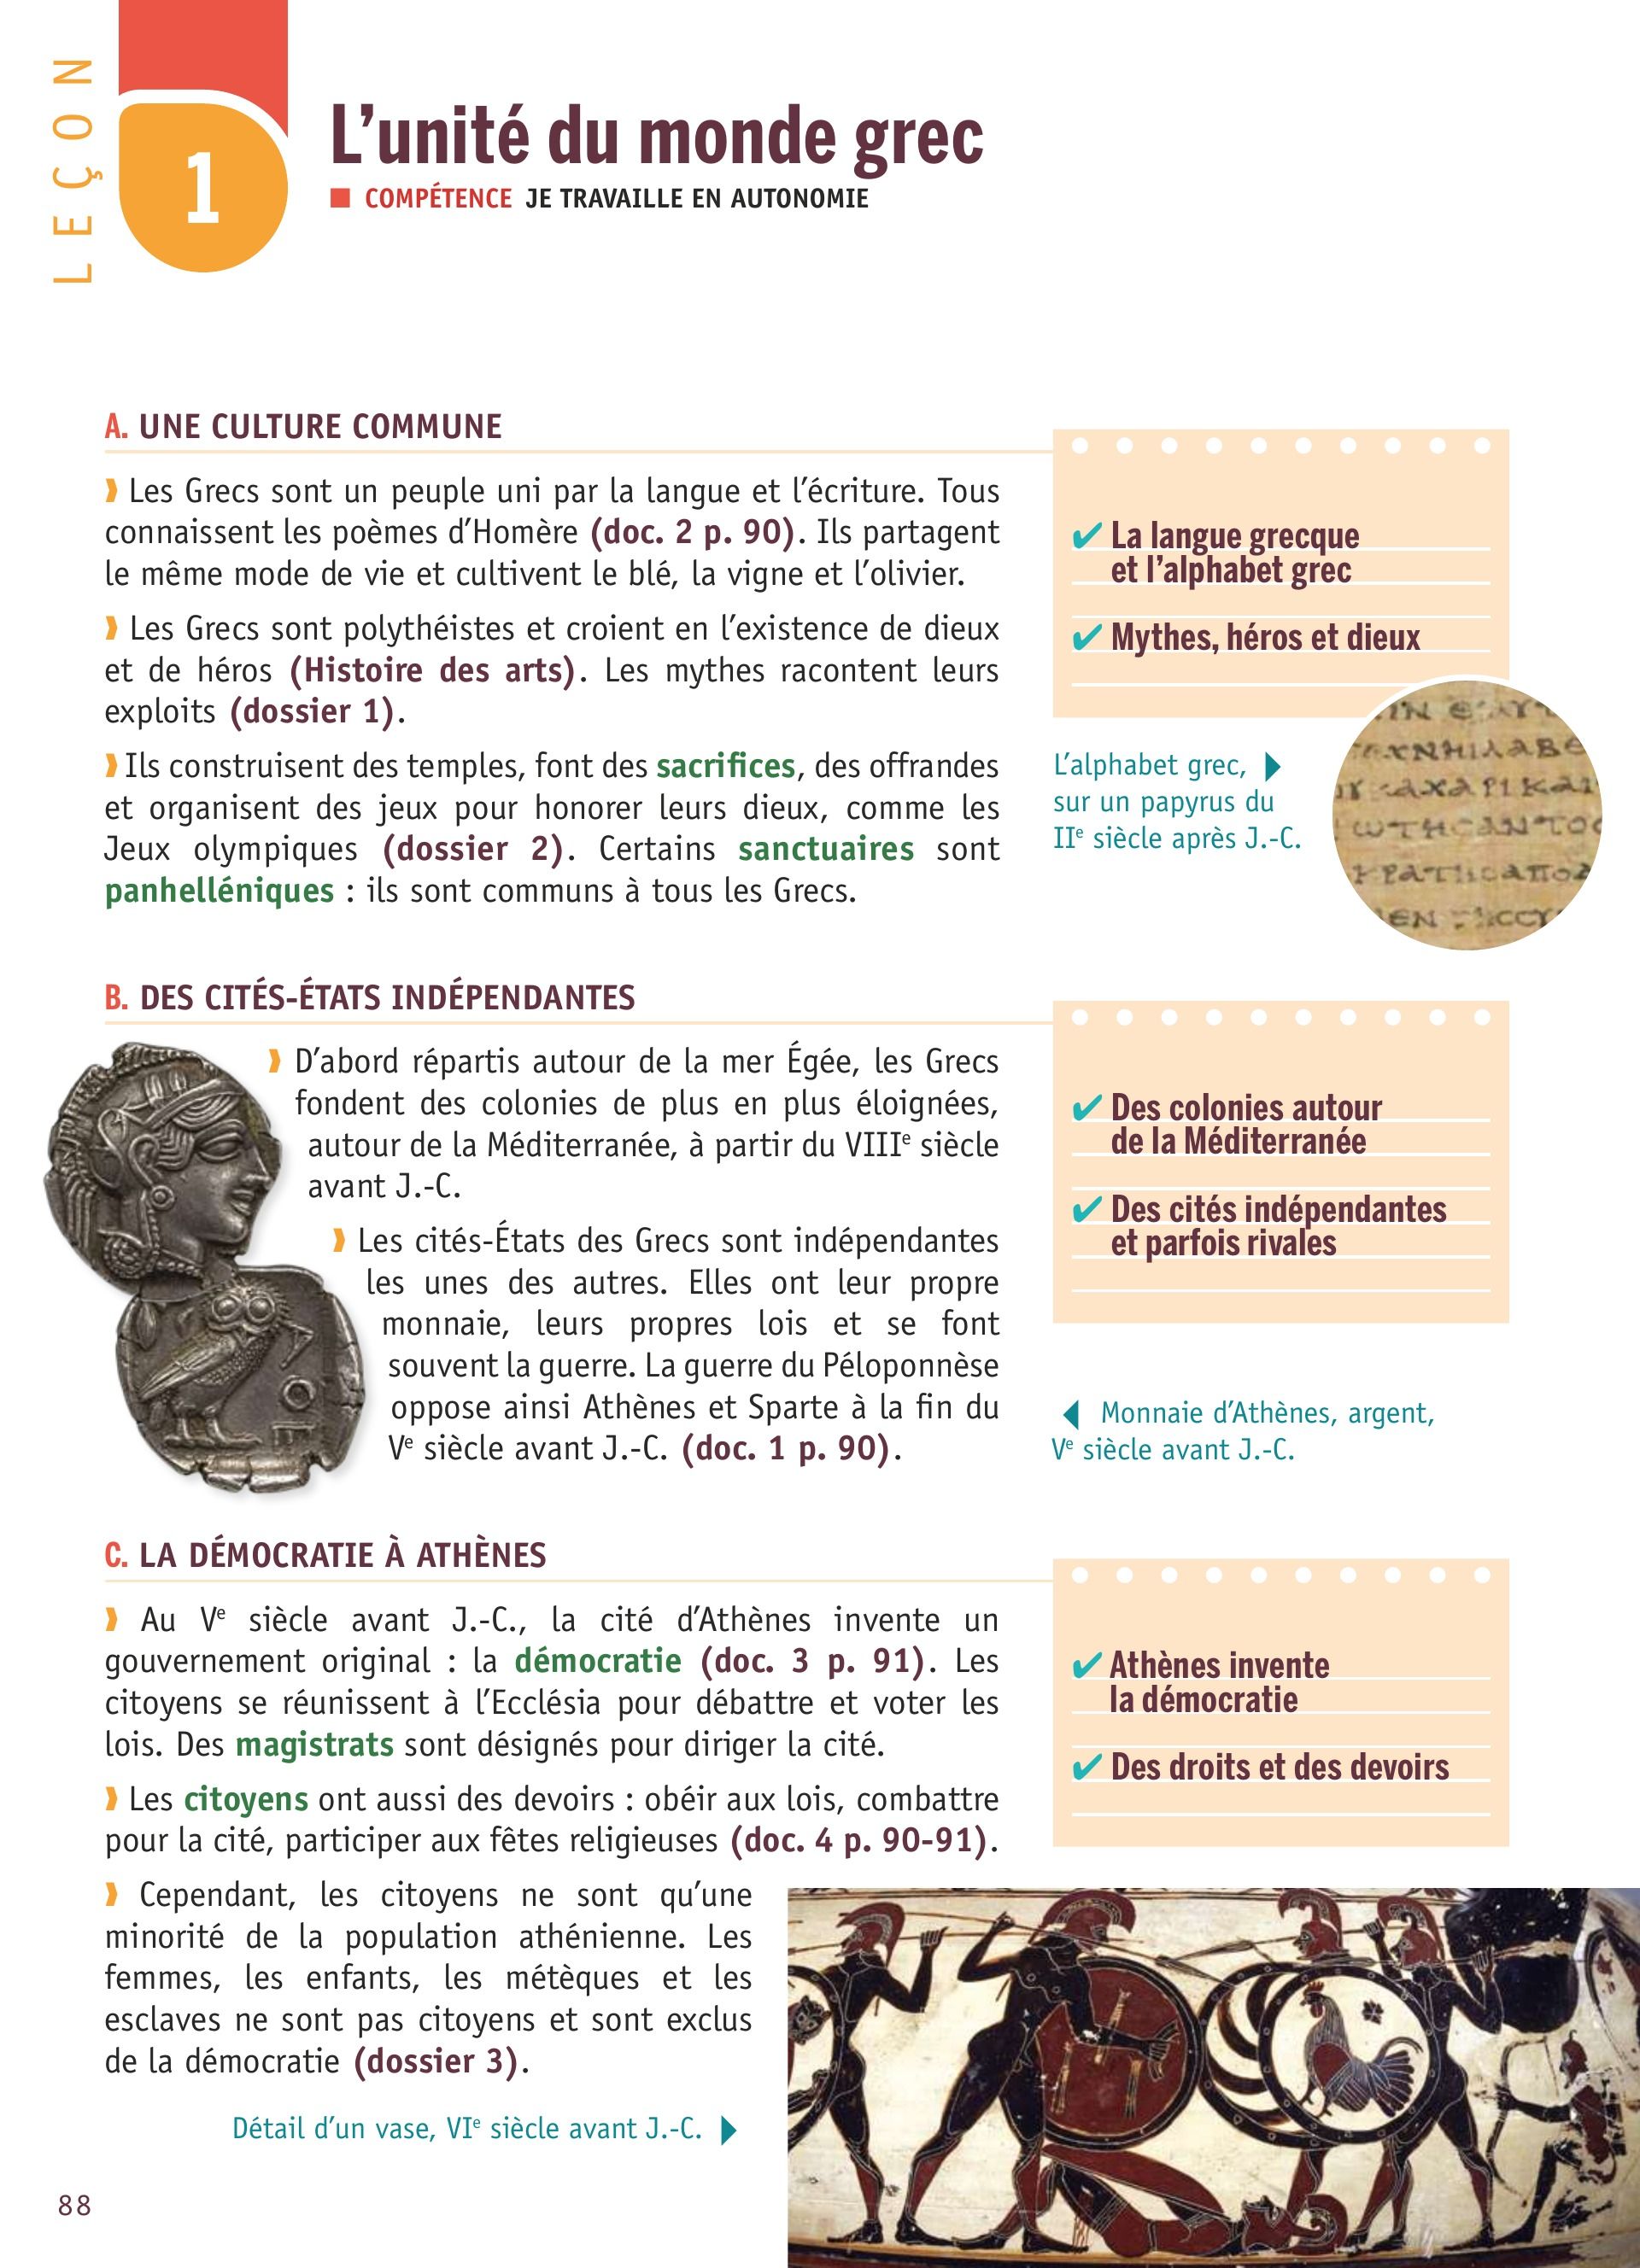 LEÇON
1
L'unité du monde grec
■ COMPÉTENCE JE TRAVAILLE EN AUTONOMIE
A. UNE CULTURE COMMUNE
Les Grecs sont un peuple uni par la langue et l'écriture. Tous
connaissent les poèmes d'Homère (doc. 2 p. 90). Ils partagent
le même mode de vie et cultivent le blé, la vigne et l'olivier.
Les Grecs sont polythéistes et croient en l'existence de dieux
et de héros (Histoire des arts). Les mythes racontent leurs
exploits (dossier 1).
Ils construisent des temples, font des sacrifices, des offrandes
et organisent des jeux pour honorer leurs dieux, comme les
Jeux olympiques (dossier 2). Certains sanctuaires sont
panhelléniques : ils sont communs à tous les Grecs.
✔ La langue grecque
et l'alphabet grec
✔ Mythes, héros et dieux
L'alphabet grec, ▶
sur un papyrus du
IIe siècle après J.-C.
B. DES CITÉS-ÉTATS INDÉPENDANTES
D'abord répartis autour de la mer Égée, les Grecs
fondent des colonies de plus en plus éloignées,
autour de la Méditerranée, à partir du VIIIe siècle
avant J.-C.
Les cités-États des Grecs sont indépendantes
les unes des autres. Elles ont leur propre
monnaie, leurs propres lois et se font
souvent la guerre. La guerre du Péloponnèse
oppose ainsi Athènes et Sparte à la fin du
Ve siècle avant J.-C. (doc. 1 p. 90).
✔ Des colonies autour
de la Méditerranée
✔ Des cités indépendantes
et parfois rivales
◀ Monnaie d'Athènes, argent,
Ve siècle avant J.-C.
C. LA DÉMOCRATIE À ATHÈNES
Au Ve siècle avant J.-C., la cité d'Athènes invente un
gouvernement original : la démocratie (doc. 3 p. 91). Les
citoyens se réunissent à l'Ecclésia pour débattre et voter les
lois. Des magistrats sont désignés pour diriger la cité.
Les citoyens ont aussi des devoirs : obéir aux lois, combattre
pour la cité, participer aux fêtes religieuses (doc. 4 p. 90-91).
Cependant, les citoyens ne sont qu'une
minorité de la population athénienne. Les
femmes, les enfants, les métèques et les
esclaves ne sont pas citoyens et sont exclus
de la démocratie (dossier 3).
✔ Athènes invente
la démocratie
✔ Des droits et des devoirs
Détail d'un vase, VIe siècle avant J.-C. ▶
88